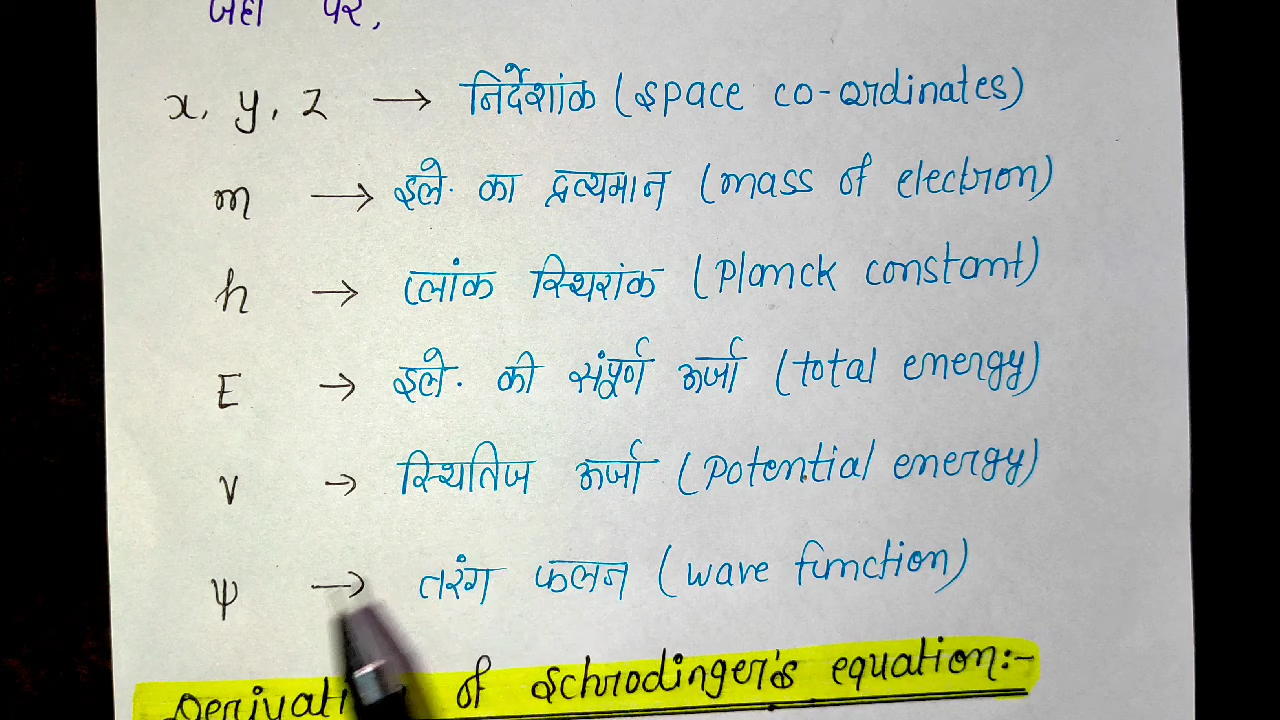 जहाँ पर,
x, y, z → निर्देशांक (space co-ordinates)
m → इले. का द्रव्यमान (mass of electron)
h → प्लांक स्थिरांक (Planck constant)
E → इले. की संपूर्ण ऊर्जा (total energy)
v → स्थितिज ऊर्जा (Potential energy)
ψ → तरंग फलन (wave function)
of Schrodinger's equation:-